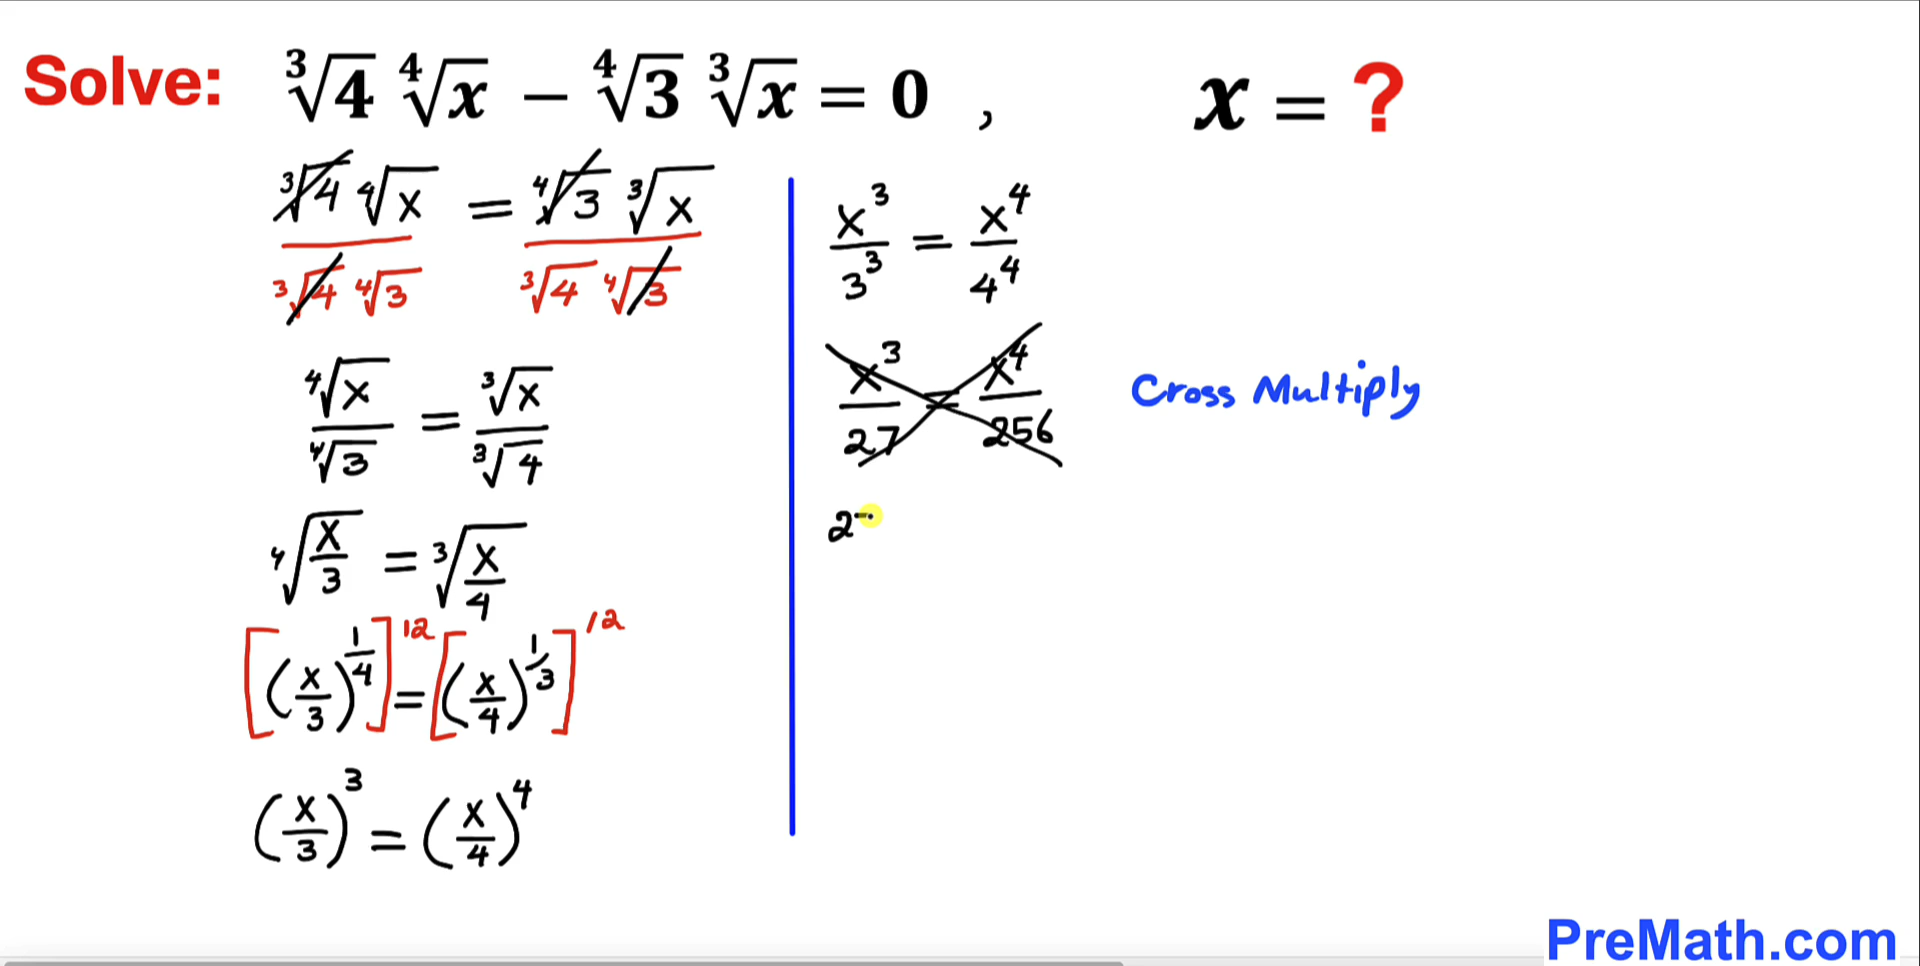 Solve: ∛4 ∜x − ∜3 ∛x = 0 , x = ?
∛4 ∜x / ∛4 ∜3 = ∜3 ∛x / ∛4 ∜3
∜x / ∜3 = ∛x / ∛4
∜(x/3) = ∛(x/4)
[(x/3)^(1/4)]^12 = [(x/4)^(1/3)]^12
(x/3)^3 = (x/4)^4
x^3/3^3 = x^4/4^4
x^3/27 = x^4/256 Cross Multiply
2
PreMath.com